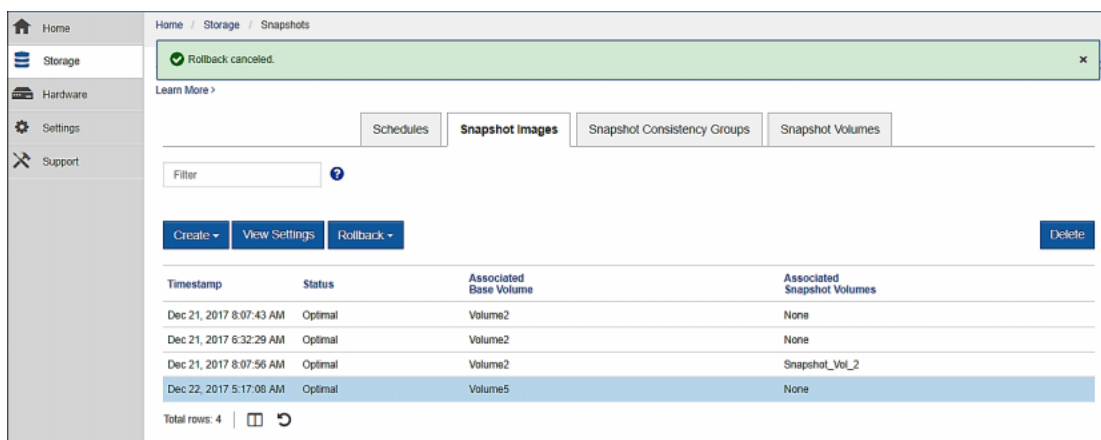 Home
Storage
Hardware
Settings
Support
Home / Storage / Snapshots
Rollback canceled. ×
Learn More >
Schedules Snapshot Images Snapshot Consistency Groups Snapshot Volumes
Filter ?
Create View Settings Rollback Delete
Timestamp Status Associated Base Volume Associated Snapshot Volumes
Dec 21, 2017 8:07:43 AM Optimal Volume2 None
Dec 21, 2017 6:32:29 AM Optimal Volume2 None
Dec 21, 2017 8:07:56 AM Optimal Volume2 Snapshot_Vol_2
Dec 22, 2017 5:17:08 AM Optimal Volume5 None
Total rows: 4